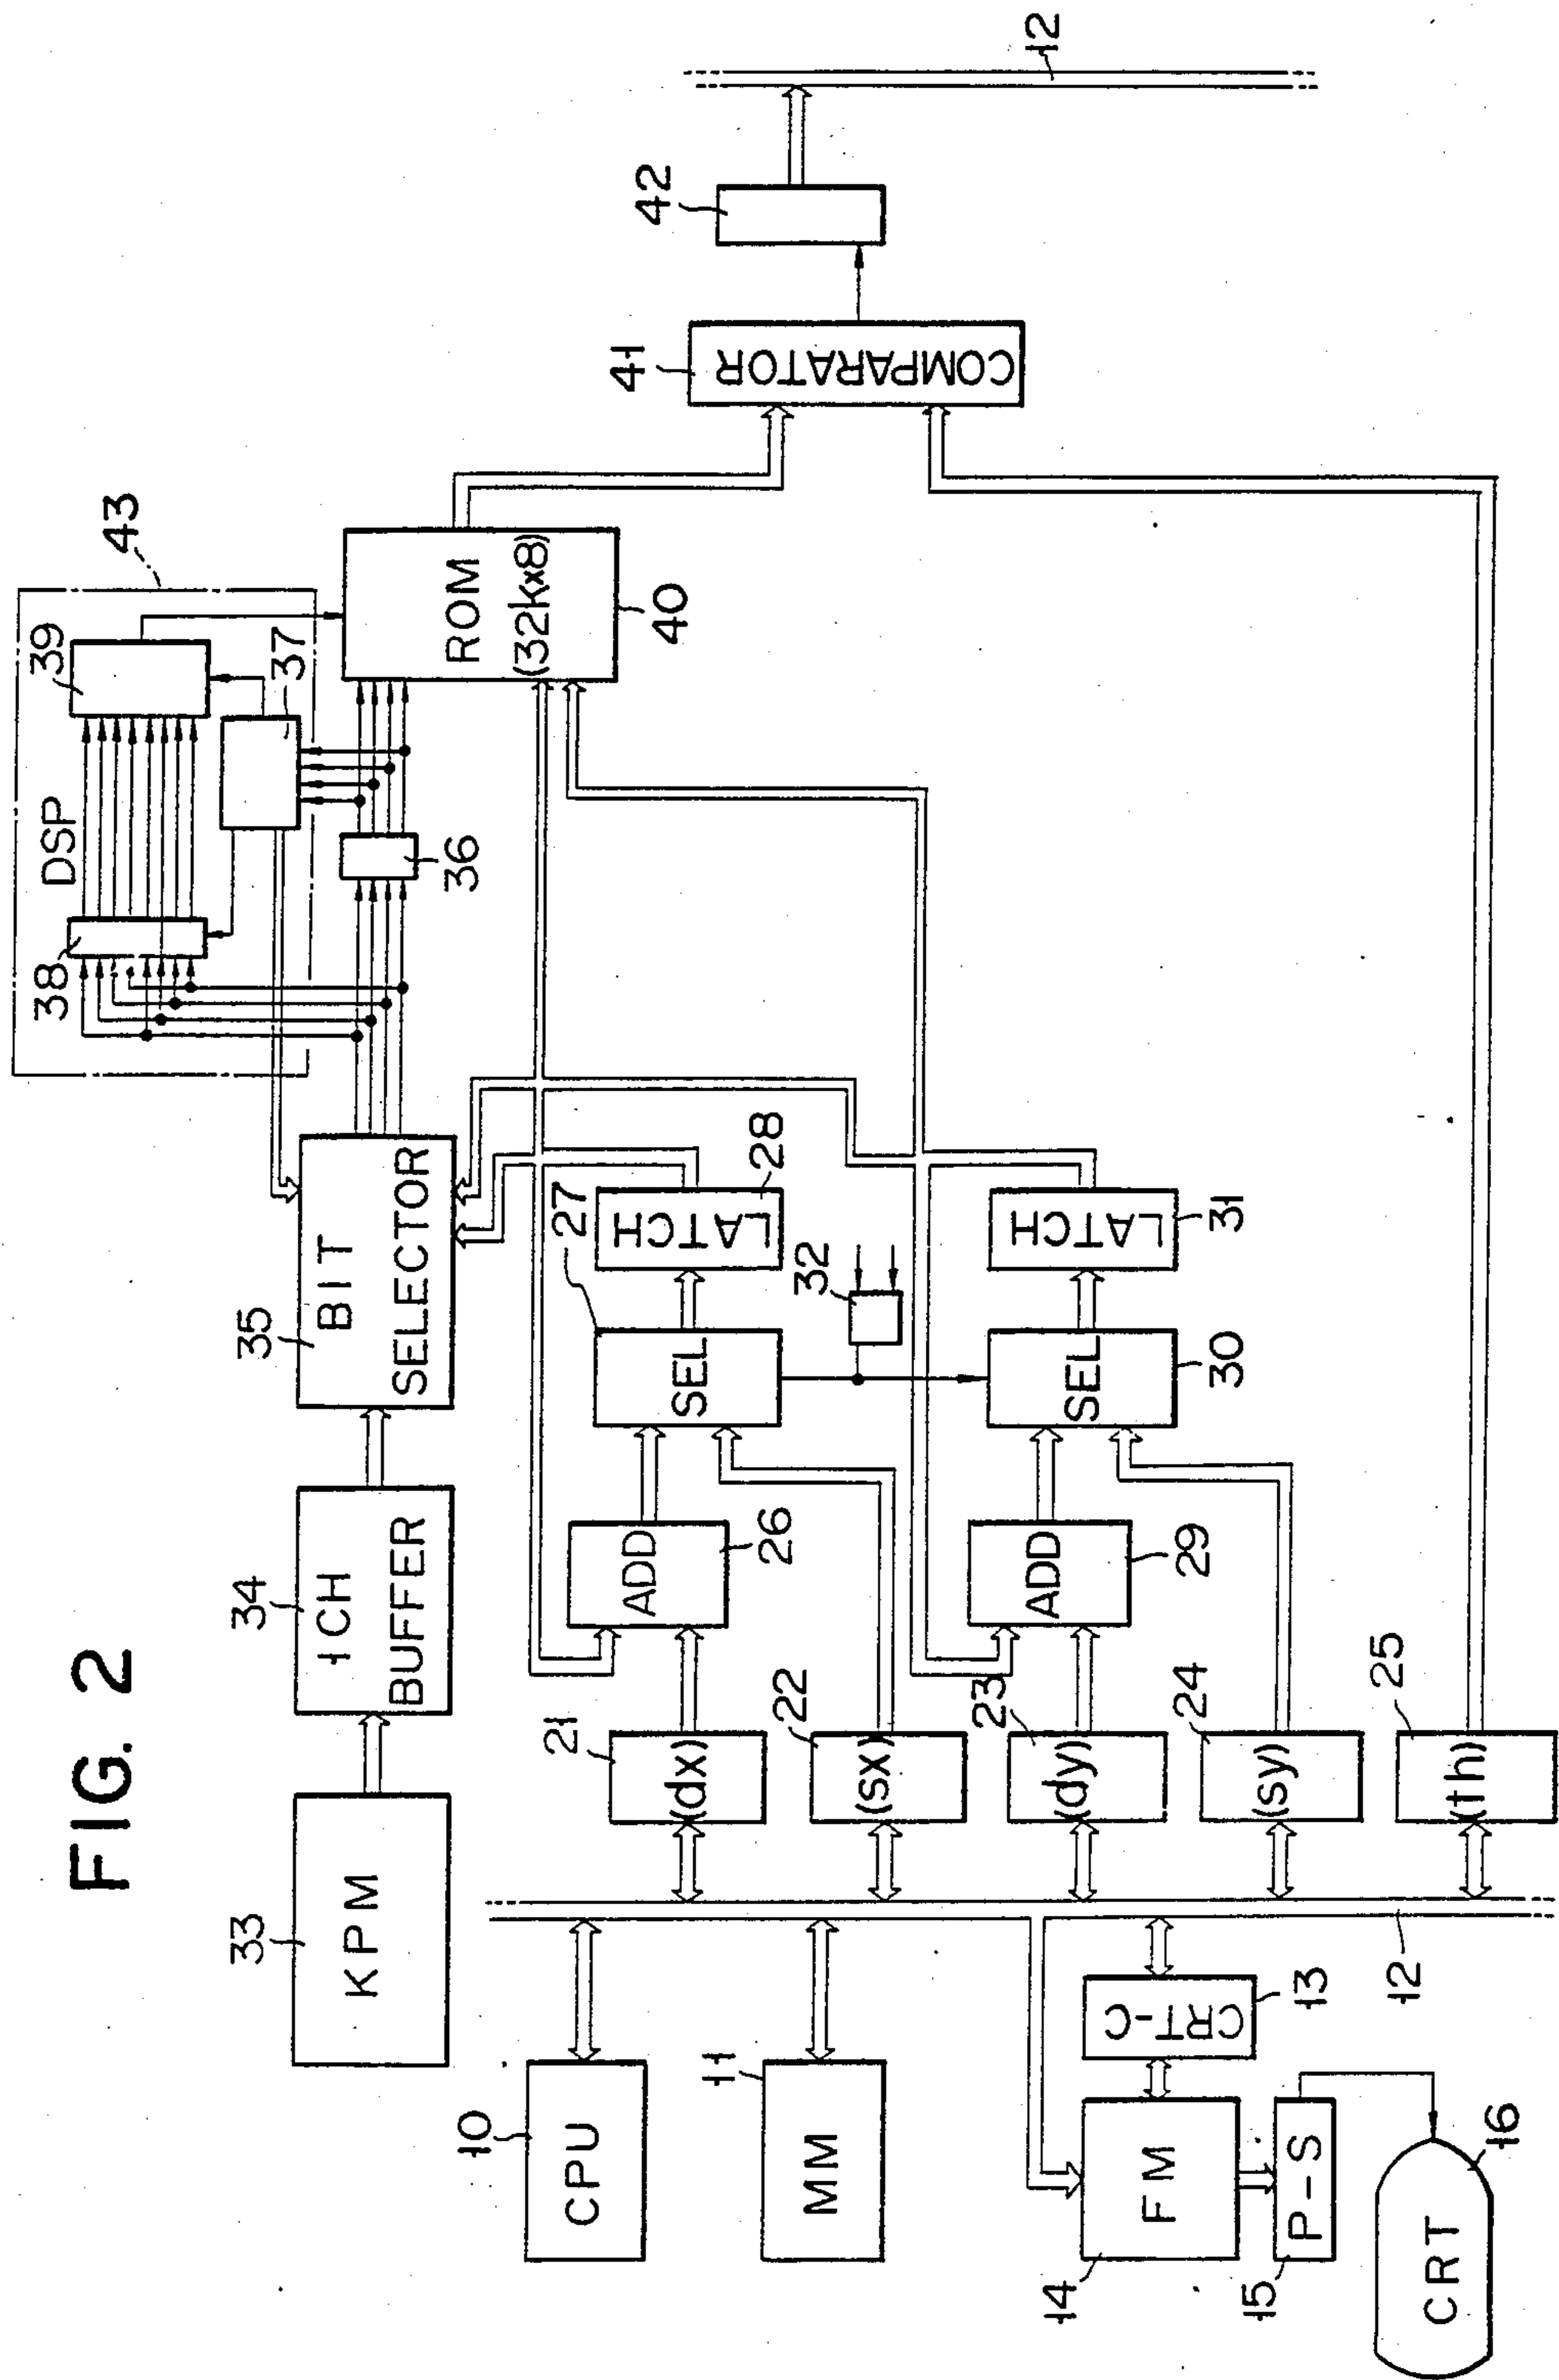 FIG. 2
33
KPM
34
1CH
BUFFER
35
BIT
SELECTOR
36
37
38
DSP
39
43
ROM
(32k×8)
40
41
COMPARATOR
42
12
10
CPU
11
MM
21
(dx)
22
(sx)
23
(dy)
24
(sy)
25
(th)
ADD
26
27
SEL
LATCH
28
ADD
29
SEL
30
LATCH
31
32
12
CRT-C
13
14
FM
15
P-S
CRT
16